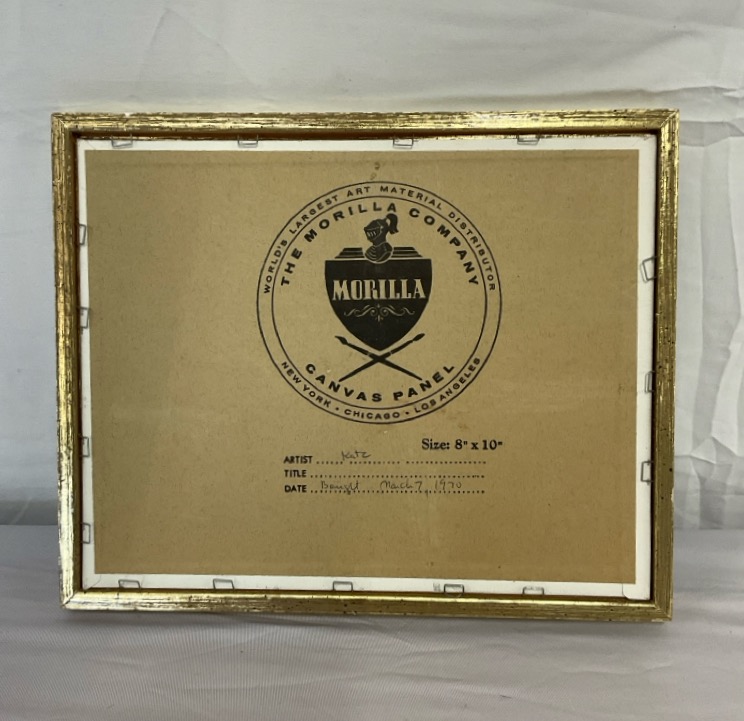 WORLD'S LARGEST ART MATERIAL DISTRIBUTOR
THE MORILLA COMPANY
MORILLA
CANVAS PANEL
NEW YORK • CHICAGO • LOS ANGELES
Size: 8" x 10"
ARTIST Katz
TITLE
DATE Bought March 7, 1970